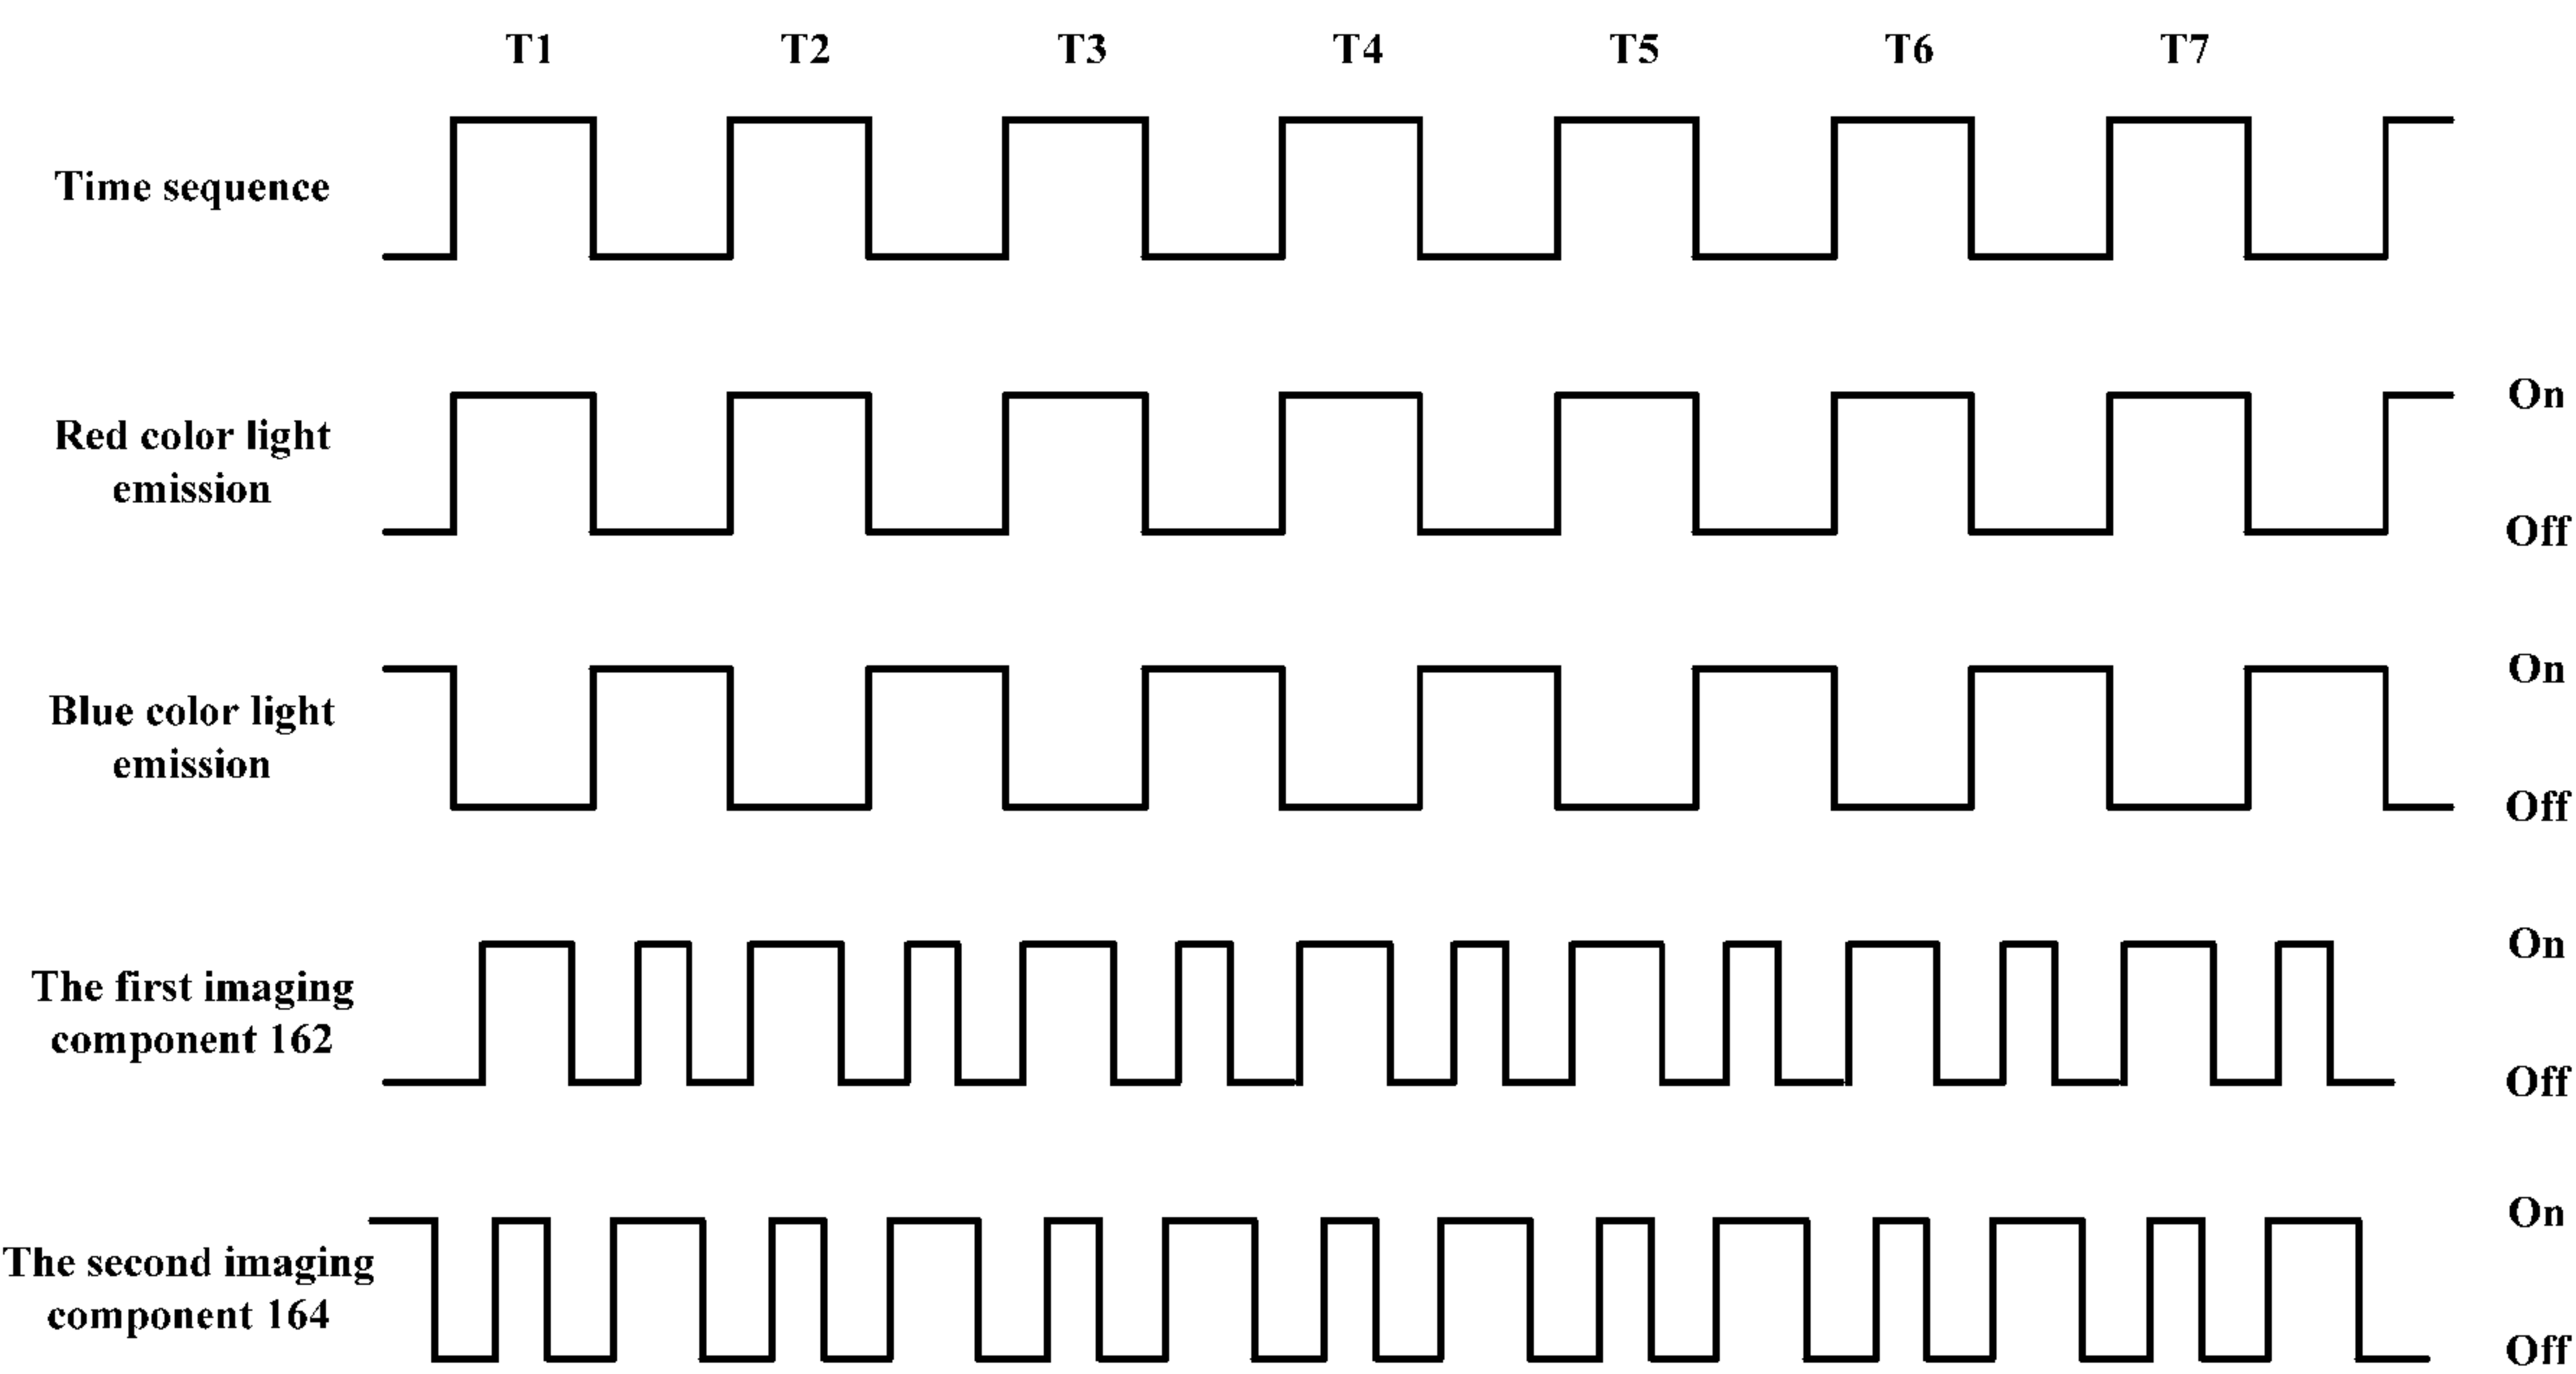 T1 T2 T3 T4 T5 T6 T7
Time sequence
Red color light
emission
On
Off
Blue color light
emission
On
Off
The first imaging
component 162
On
Off
The second imaging
component 164
On
Off